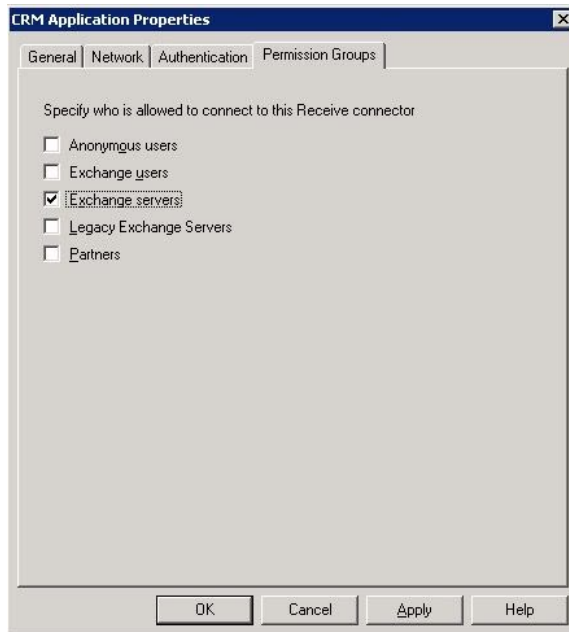 CRM Application Properties
General Network Authentication Permission Groups
Specify who is allowed to connect to this Receive connector
Anonymous users
Exchange users
Exchange servers
Legacy Exchange Servers
Partners
OK Cancel Apply Help